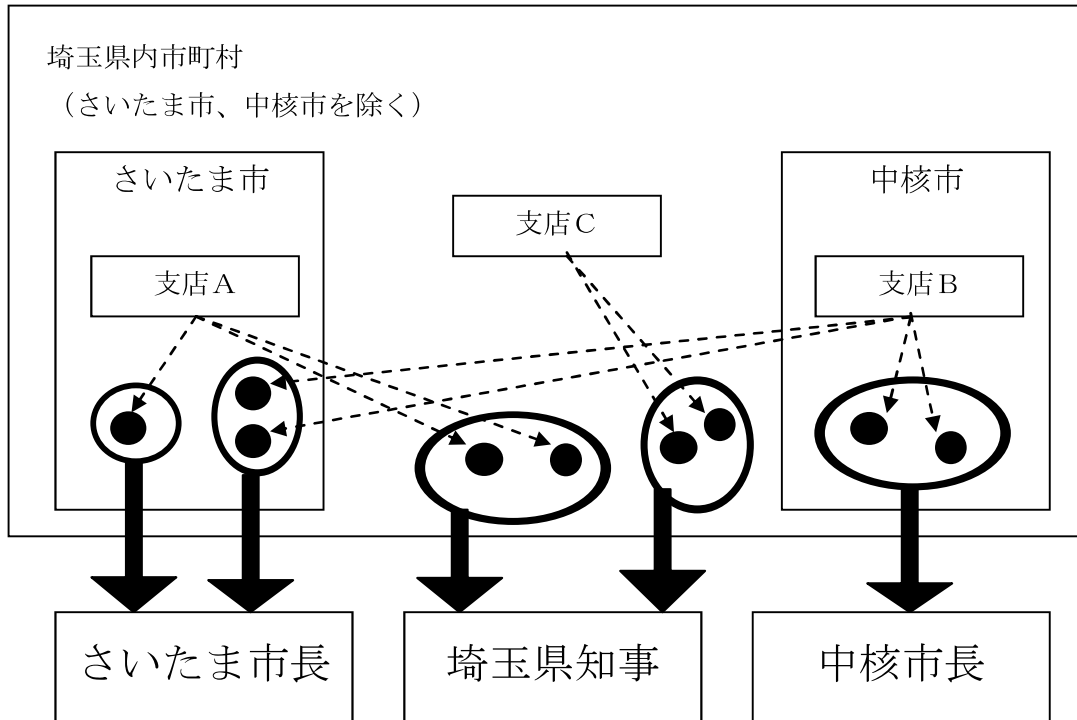 埼玉県内市町村
（さいたま市、中核市を除く）
さいたま市
中核市
支店Ｃ
支店Ａ
支店Ｂ
さいたま市長
埼玉県知事
中核市長